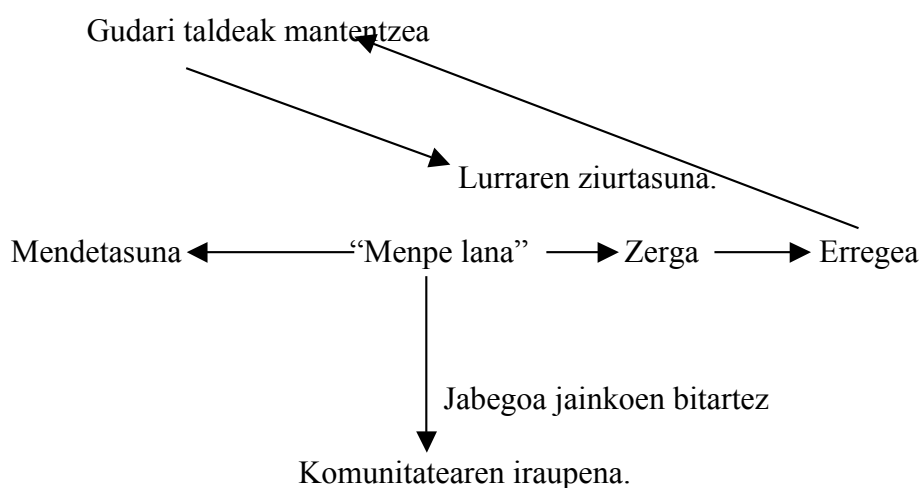 Gudari taldeak mantentzea
Lurraren ziurtasuna.
Mendetasuna “Menpe lana” Zerga Erregea
Jabegoa jainkoen bitartez
Komunitatearen iraupena.